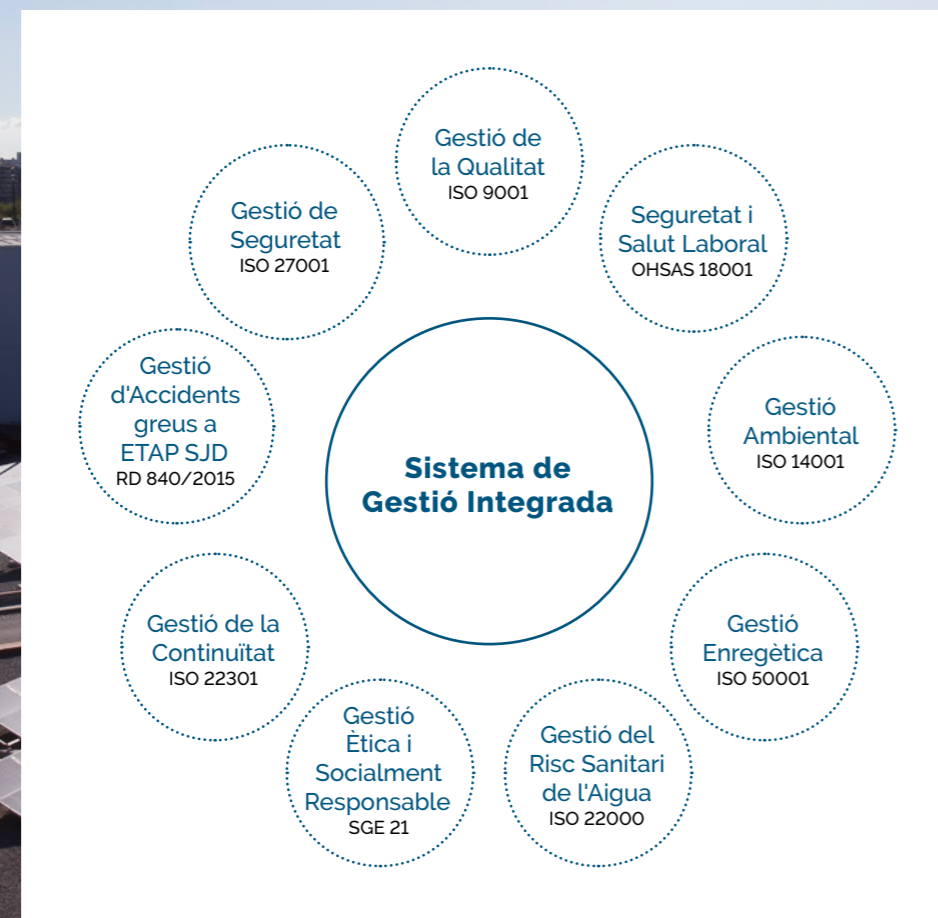 Gestió de
la Qualitat
ISO 9001
Seguretat i
Salut Laboral
OHSAS 18001
Gestió
Ambiental
ISO 14001
Gestió
Enregètica
ISO 50001
Gestió del
Risc Sanitari
de l'Aigua
ISO 22000
Gestió
Ètica i
Socialment
Responsable
SGE 21
Gestió de la
Continuïtat
ISO 22301
Gestió
d'Accidents
greus a
ETAP SJD
RD 840/2015
Gestió de
Seguretat
ISO 27001
Sistema de
Gestió Integrada